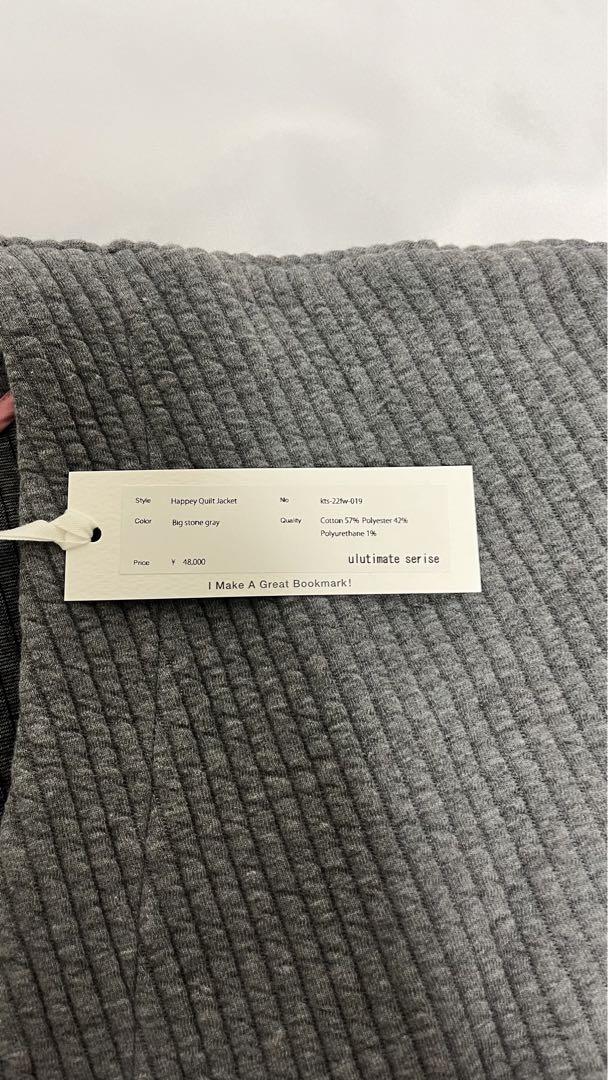 Style Happey Quilt Jacket No kts-22fw-019
Color Big stone gray Quality Cotton 57% Polyester 42%
Polyurethane 1%
Price ¥ 48,000 ulutimate serise
I Make A Great Bookmark!